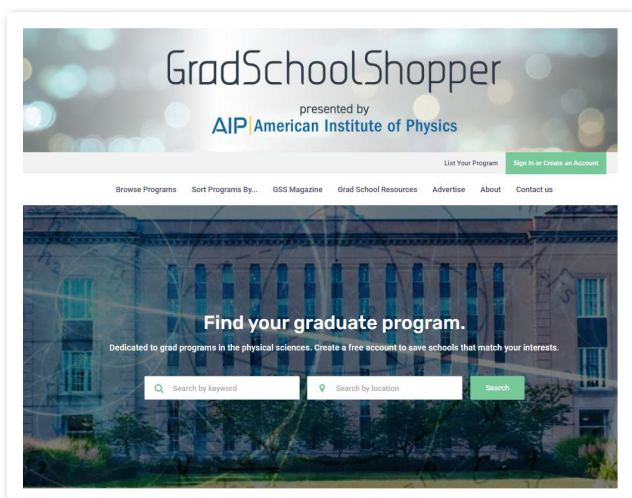 GradSchoolShopper
presented by
AIP American Institute of Physics
List Your Program Sign In or Create an Account
Browse Programs Sort Programs By... GSS Magazine Grad School Resources Advertise About Contact us
Find your graduate program.
Dedicated to grad programs in the physical sciences. Create a free account to save schools that match your interests.
Search by keyword Search by location Search